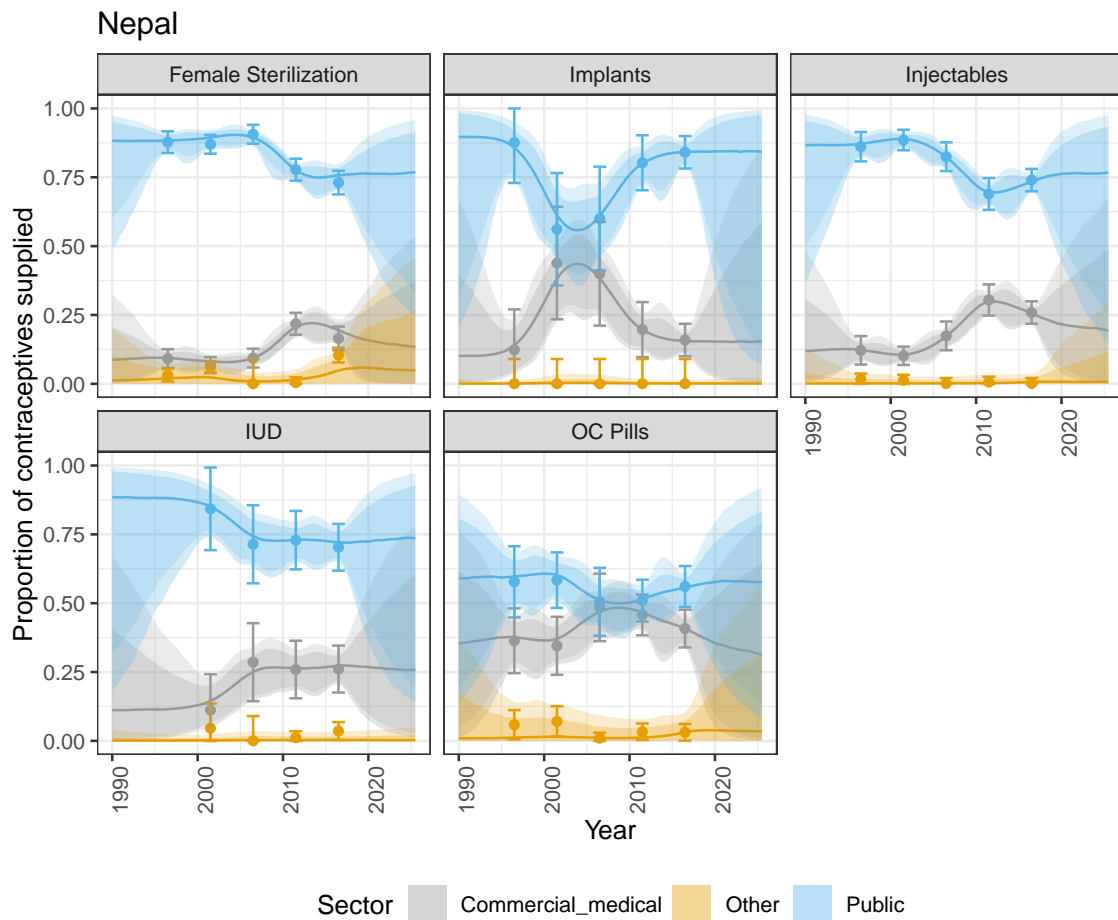 Nepal
Female Sterilization
Implants
Injectables
1.00
0.75
0.50
0.25
0.00
1990
2000
2010
2020
IUD
OC Pills
1.00
0.75
0.50
0.25
0.00
1990
2000
2010
2020
1990
2000
2010
2020
Proportion of contraceptives supplied
Year
Sector
Commercial_medical
Other
Public